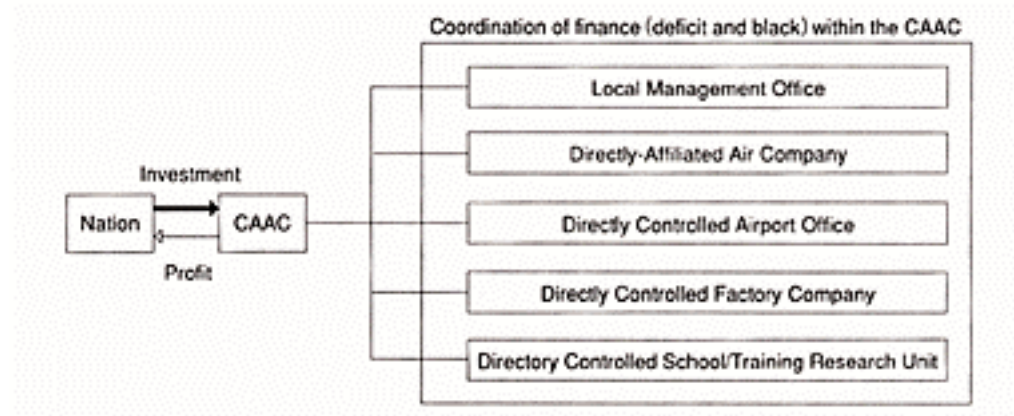 Coordination of finance (deficit and black) within the CAAC
Local Management Office
Directly-Affiliated Air Company
Investment
Nation
CAAC
Directly Controlled Airport Office
Profit
Directly Controlled Factory Company
Directory Controlled School/Training Research Unit